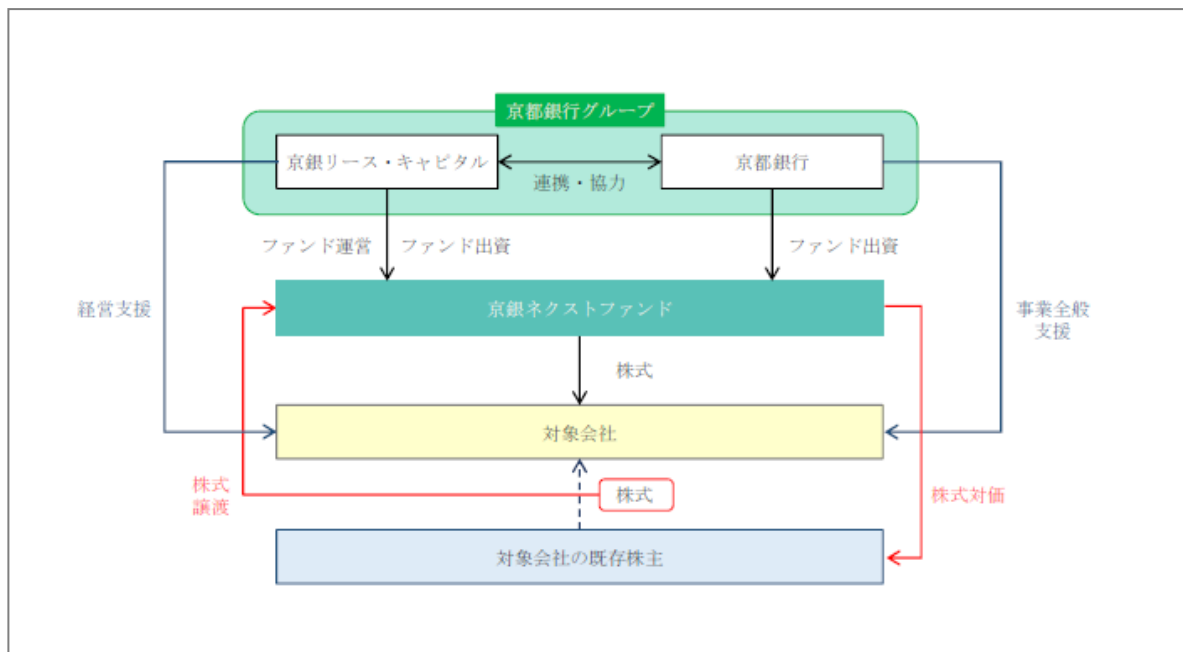 京都銀行グループ
京銀リース・キャピタル
京都銀行
連携・協力
ファンド運営
ファンド出資
ファンド出資
経営支援
京銀ネクストファンド
事業全般
支援
株式
対象会社
株式
譲渡
株式
株式対価
対象会社の既存株主